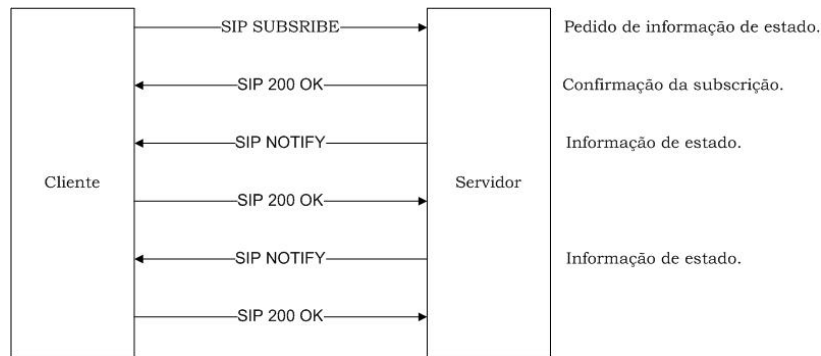 SIP SUBSRIBE
Pedido de informação de estado.
SIP 200 OK
Confirmação da subscrição.
SIP NOTIFY
Informação de estado.
Cliente
Servidor
SIP 200 OK
SIP NOTIFY
Informação de estado.
SIP 200 OK